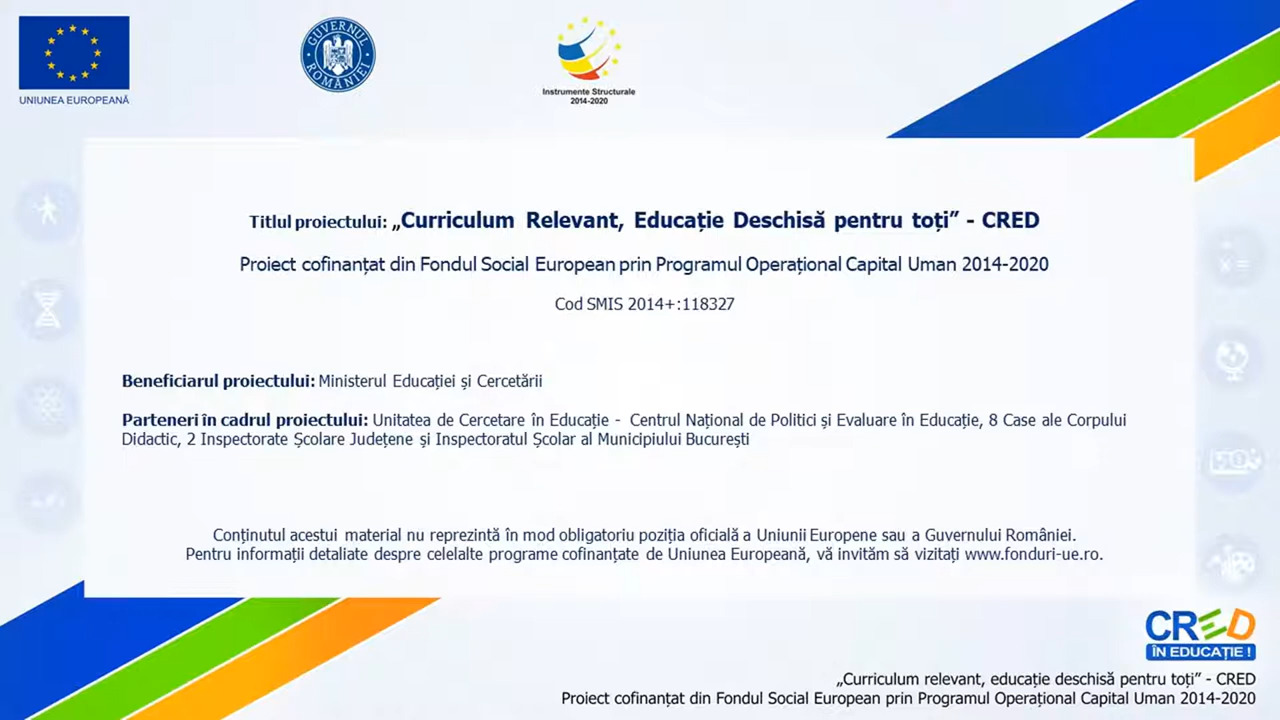 UNIUNEA EUROPEANĂ
GUVERNUL
ROMÂNIEI
Instrumente Structurale
2014-2020
Titlul proiectului: „Curriculum Relevant, Educație Deschisă pentru toți” - CRED
Proiect cofinanțat din Fondul Social European prin Programul Operațional Capital Uman 2014-2020
Cod SMIS 2014+:118327
Beneficiarul proiectului: Ministerul Educației și Cercetării
Parteneri în cadrul proiectului: Unitatea de Cercetare în Educație - Centrul Național de Politici și Evaluare în Educație, 8 Case ale Corpului
Didactic, 2 Inspectorate Școlare Județene și Inspectoratul Școlar al Municipiului București
Conținutul acestui material nu reprezintă în mod obligatoriu poziția oficială a Uniunii Europene sau a Guvernului României.
Pentru informații detaliate despre celelalte programe cofinanțate de Uniunea Europeană, vă invităm să vizitați www.fonduri-ue.ro.
CRED
ÎN EDUCAȚIE !
„Curriculum relevant, educație deschisă pentru toți” - CRED
Proiect cofinanțat din Fondul Social European prin Programul Operațional Capital Uman 2014-2020